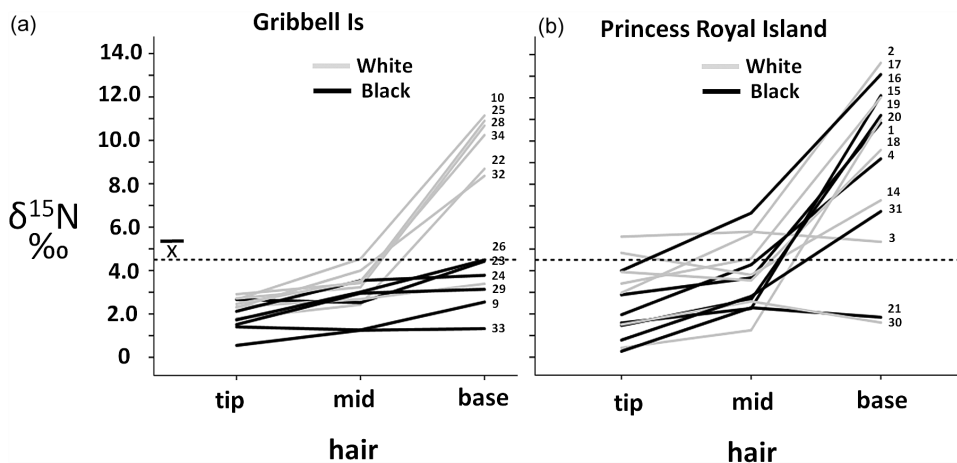 (a)
Gribbell Is
(b)
Princess Royal Island
14.0
12.0
10.0
8.0
6.0
4.0
2.0
0
δ15N
‰
x̄
White
Black
10
25
28
34
22
32
26
23
24
29
9
33
tip
mid
base
hair
White
Black
2
17
16
15
19
20
1
18
4
14
31
3
21
30
tip
mid
base
hair